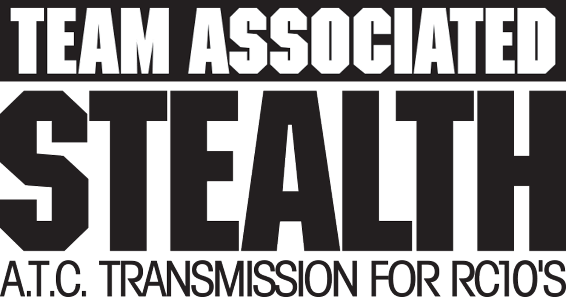 TEAM ASSOCIATED
STEALTH
A.T.C. TRANSMISSION FOR RC10'S